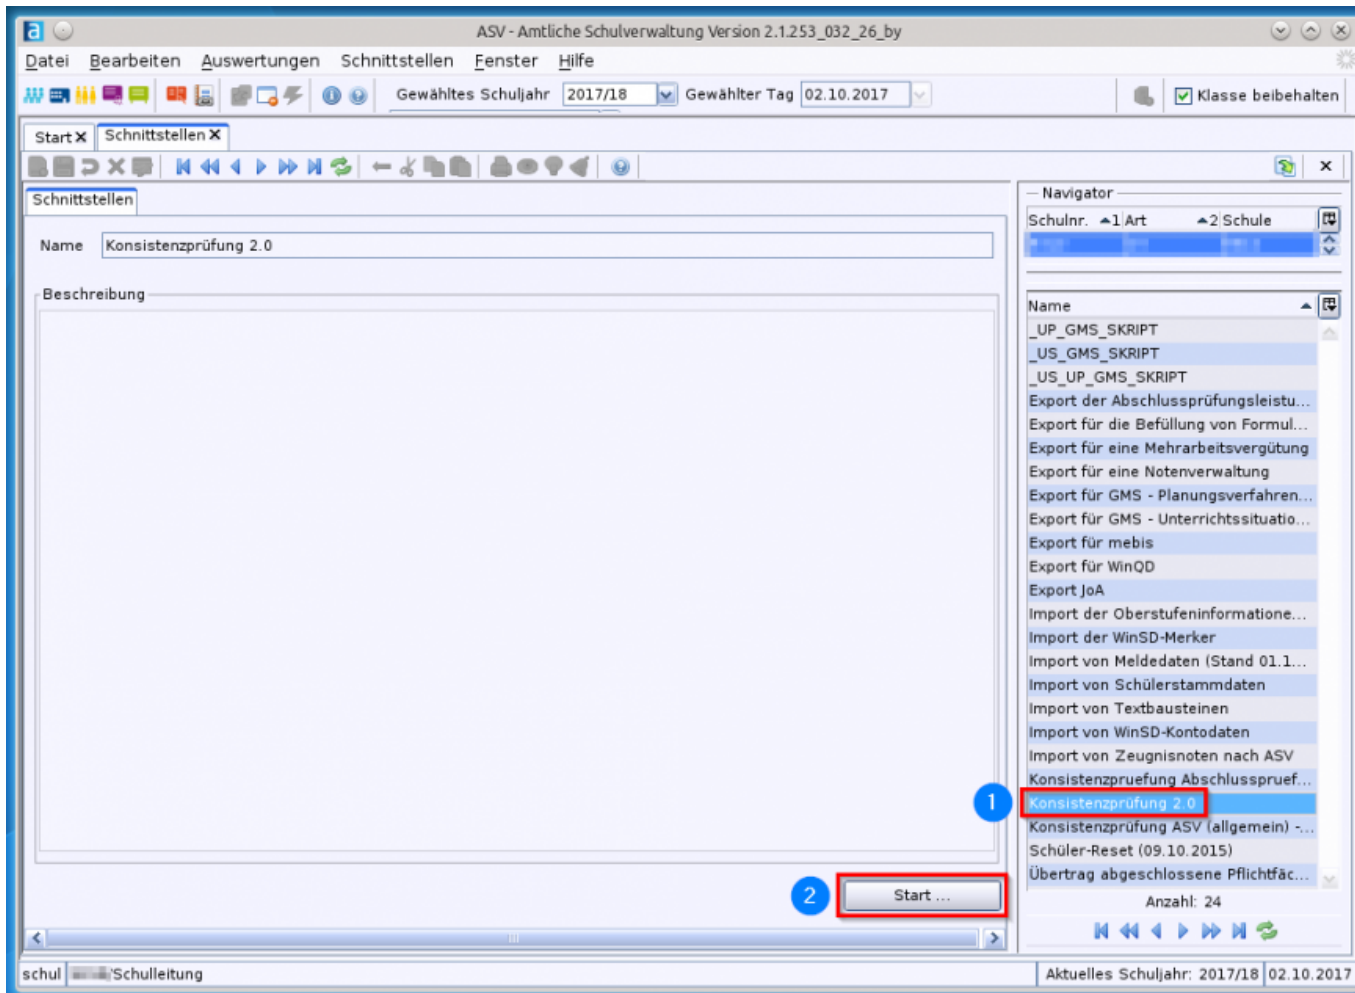 ASV - Amtliche Schulverwaltung Version 2.1.253_032_26_by
Datei Bearbeiten Auswertungen Schnittstellen Fenster Hilfe
Gewähltes Schuljahr 2017/18 Gewählter Tag 02.10.2017 Klasse beibehalten
Start Schnittstellen
Schnittstellen
Name Konsistenzprüfung 2.0
Beschreibung
2 Start ...
Navigator
Schulnr. 1 Art 2 Schule
Name
_UP_GMS_SKRIPT
_US_GMS_SKRIPT
_US_UP_GMS_SKRIPT
Export der Abschlussprüfungsleistu...
Export für die Befüllung von Formul...
Export für eine Mehrarbeitsvergütung
Export für eine Notenverwaltung
Export für GMS - Planungsverfahren...
Export für GMS - Unterrichtssituatio...
Export für mebis
Export für WinQD
Export JoA
Import der Oberstufeninformatione...
Import der WinSD-Merker
Import von Meldedaten (Stand 01.1...
Import von Schülerstammdaten
Import von Textbausteinen
Import von WinSD-Kontodaten
Import von Zeugnisnoten nach ASV
Konsistenzpruefung Abschlusspruef...
1 Konsistenzprüfung 2.0
Konsistenzprüfung ASV (allgemein) -...
Schüler-Reset (09.10.2015)
Übertrag abgeschlossene Pflichtfäc...
Anzahl: 24
schul /Schulleitung Aktuelles Schuljahr: 2017/18 02.10.2017